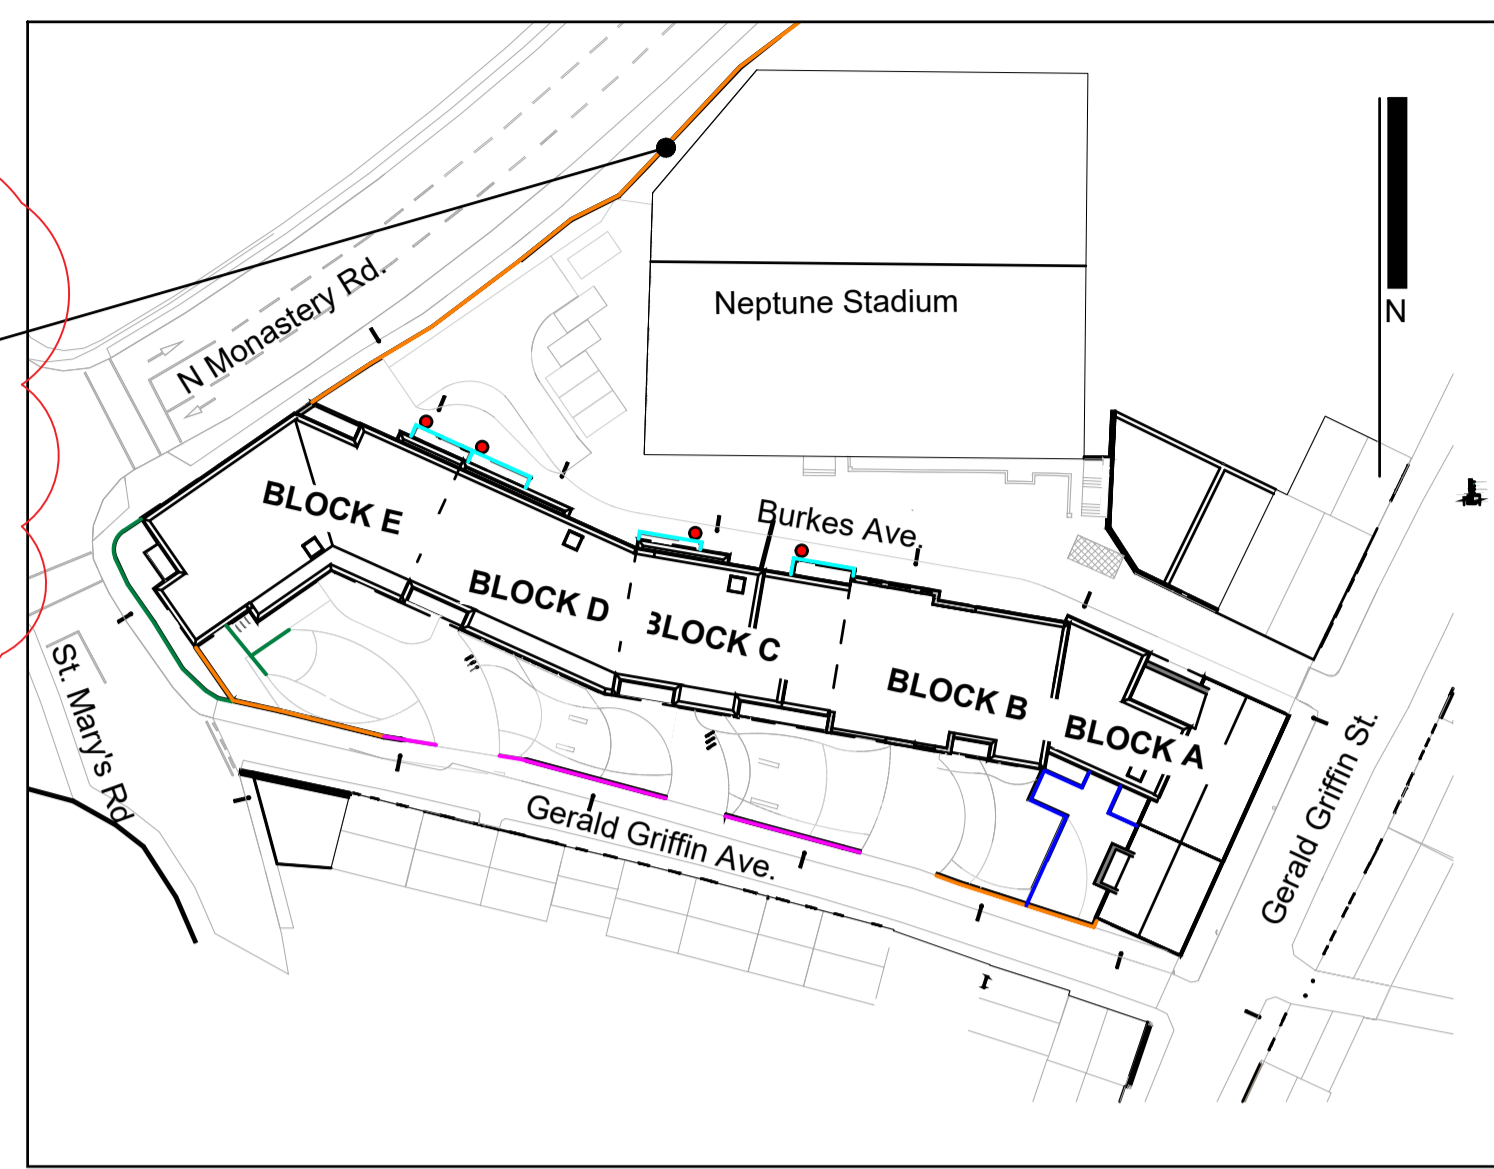 N Monastery Rd.
Neptune Stadium
N
BLOCK E
Burkes Ave.
BLOCK D
BLOCK C
BLOCK B
BLOCK A
St. Mary's Rd
Gerald Griffin Ave.
Gerald Griffin St.